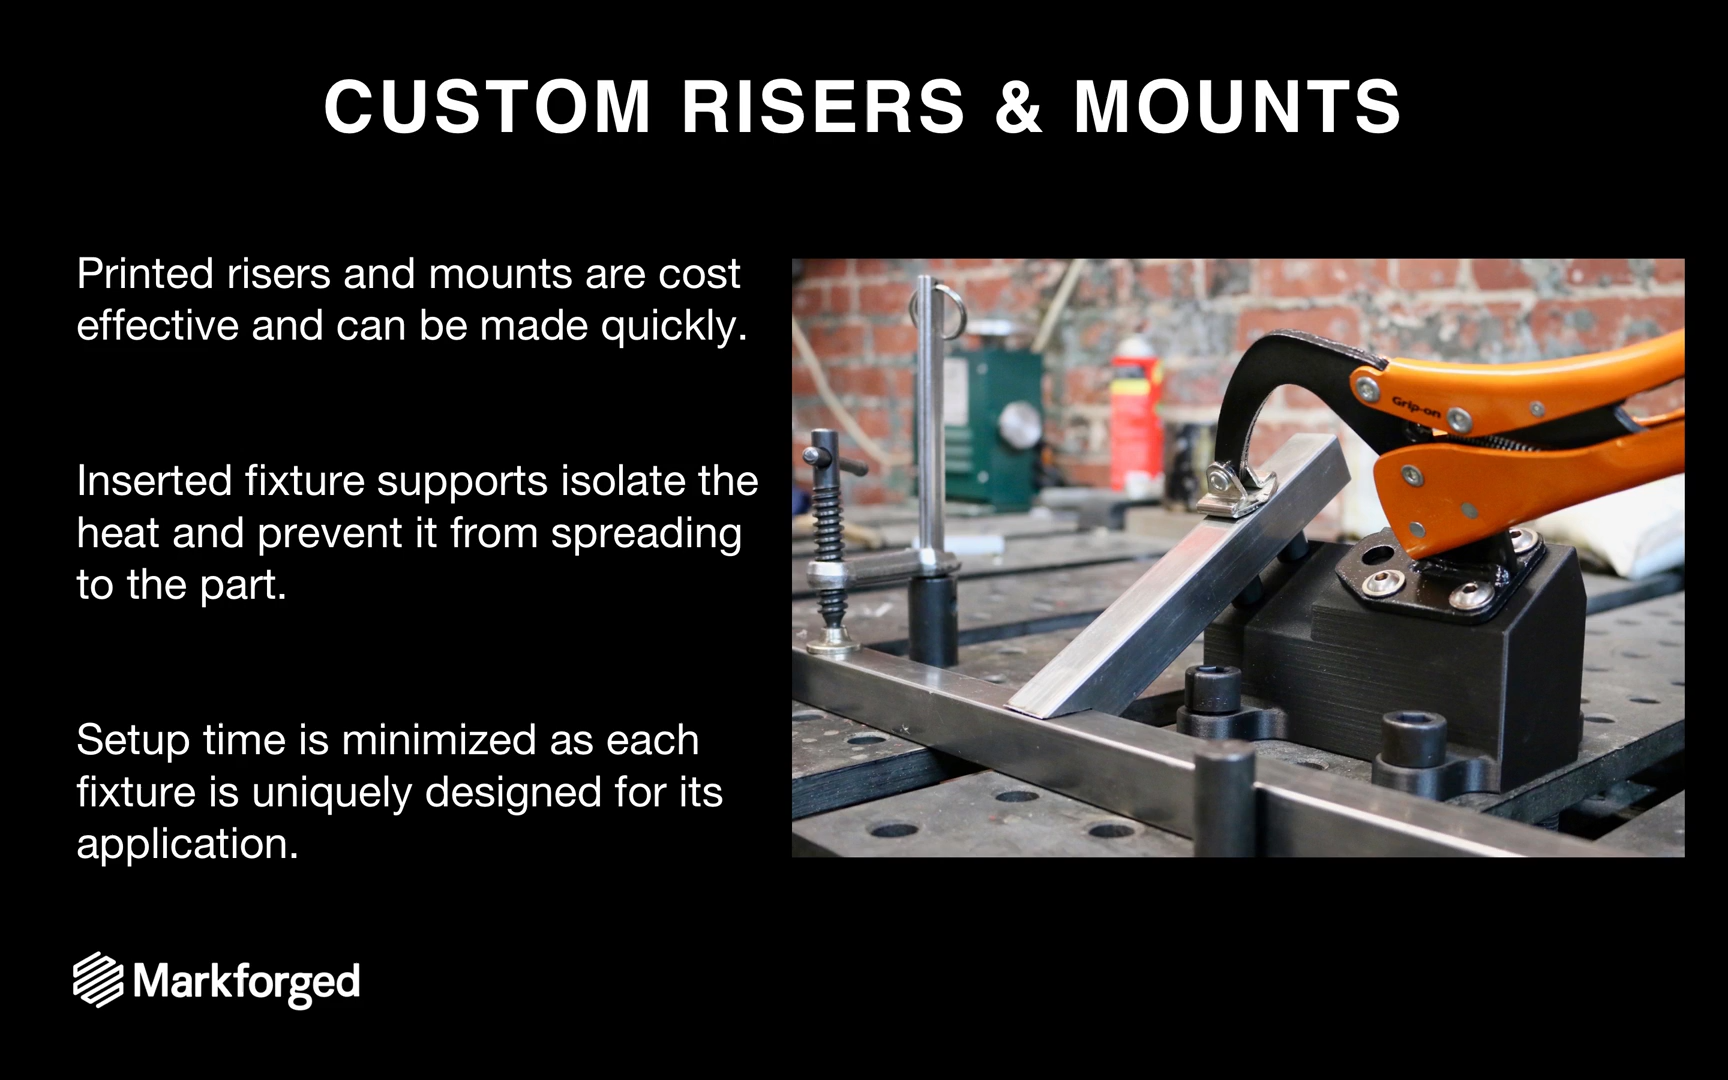 CUSTOM RISERS & MOUNTS
Printed risers and mounts are cost
effective and can be made quickly.
Inserted fixture supports isolate the
heat and prevent it from spreading
to the part.
Setup time is minimized as each
fixture is uniquely designed for its
application.
Grip-on
Markforged